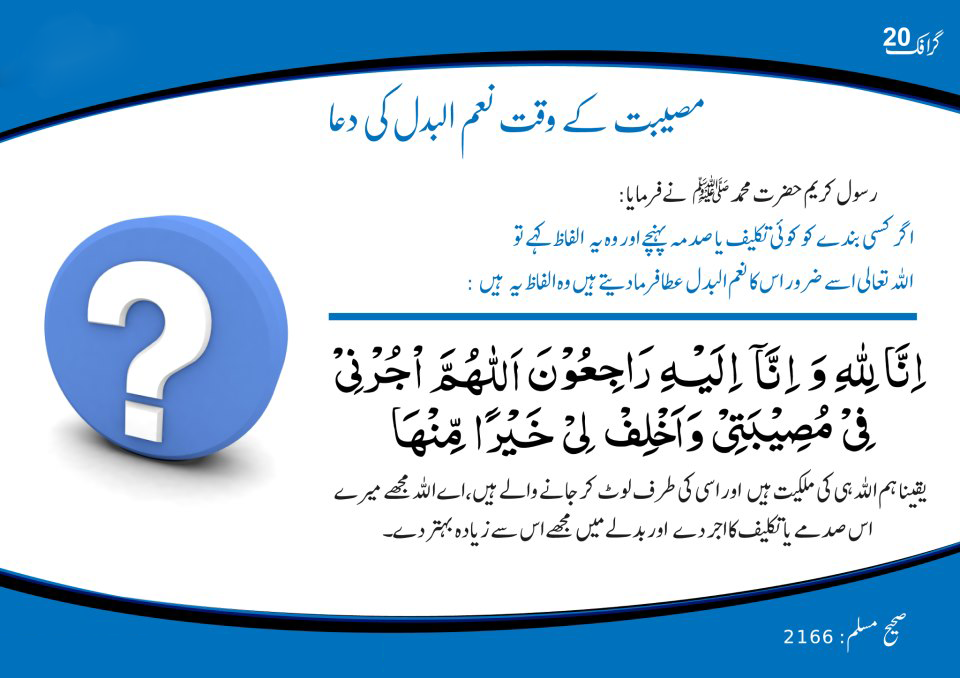 گرافک 20
مصیبت کے وقت نعم البدل کی دعا
رسول کریم حضرت محمد ﷺ نے فرمایا:
اگر کسی بندے کو کوئی تکلیف یا صدمہ پہنچے اور وہ یہ الفاظ کہے تو
اللہ تعالی اسے ضرور اس کا نعم البدل عطا فرما دیتے ہیں وہ الفاظ یہ ہیں :
اِنَّا لِلّٰهِ وَ اِنَّآ اِلَيْهِ رَاجِعُوْنَ اَللّٰهُمَّ اْجُرْنِيْ
فِيْ مُصِيْبَتِيْ وَاَخْلِفْ لِيْ خَيْرًا مِّنْهَا
یقینا ہم اللہ ہی کی ملکیت ہیں اور اسی کی طرف لوٹ کر جانے والے ہیں،اے اللہ مجھے میرے
اس صدمے یا تکلیف کا اجر دے اور بدلے میں مجھے اس سے زیادہ بہتر دے۔
صحیح مسلم: 2166